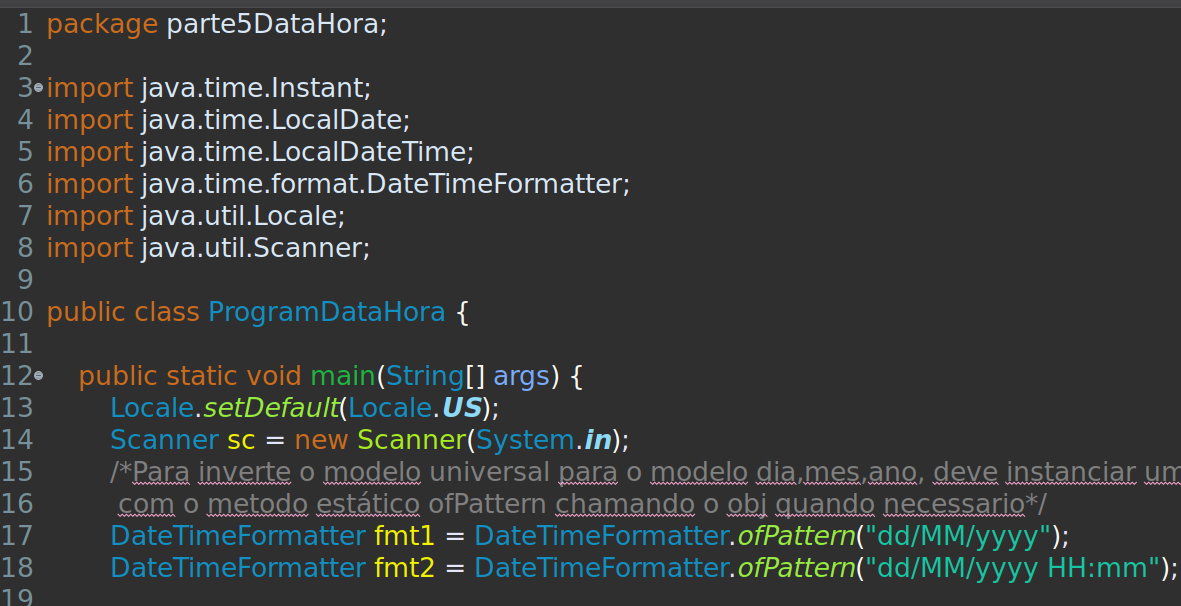 1 package parte5DataHora;
2
3 import java.time.Instant;
4 import java.time.LocalDate;
5 import java.time.LocalDateTime;
6 import java.time.format.DateTimeFormatter;
7 import java.util.Locale;
8 import java.util.Scanner;
9
10 public class ProgramDataHora {
11
12 public static void main(String[] args) {
13 Locale.setDefault(Locale.US);
14 Scanner sc = new Scanner(System.in);
15 /*Para inverte o modelo universal para o modelo dia,mes,ano, deve instanciar um
16 com o metodo estático ofPattern chamando o obj quando necessario*/
17 DateTimeFormatter fmt1 = DateTimeFormatter.ofPattern("dd/MM/yyyy");
18 DateTimeFormatter fmt2 = DateTimeFormatter.ofPattern("dd/MM/yyyy HH:mm");
19